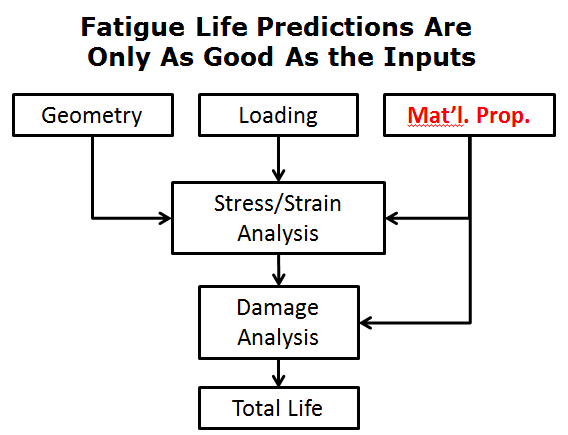 Fatigue Life Predictions Are
Only As Good As the Inputs
Geometry
Loading
Mat’l. Prop.
Stress/Strain
Analysis
Damage
Analysis
Total Life